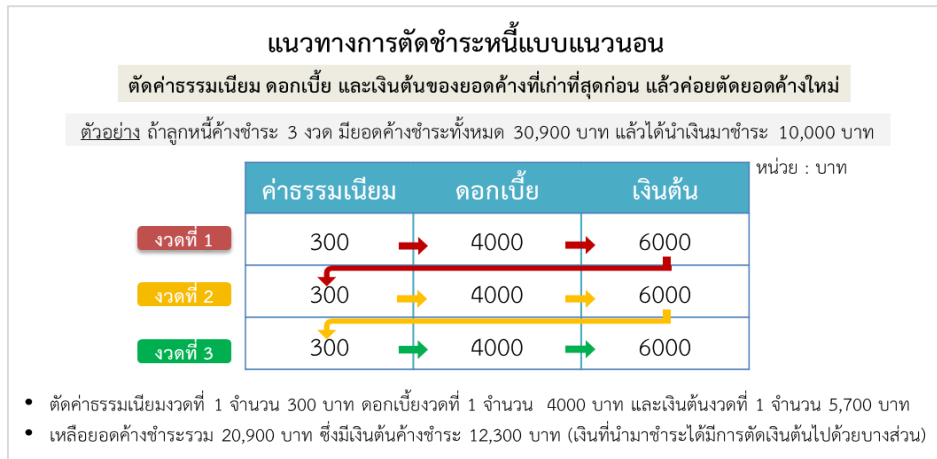 แนวทางการตัดชำระหนี้แบบแนวนอน
ตัดค่าธรรมเนียม ดอกเบี้ย และเงินต้นของยอดค้างที่เก่าที่สุดก่อน แล้วค่อยตัดยอดค้างใหม่
ตัวอย่าง ถ้าลูกหนี้ค้างชำระ 3 งวด มียอดค้างชำระทั้งหมด 30,900 บาท แล้วได้นำเงินมาชำระ 10,000 บาท
หน่วย : บาท
ค่าธรรมเนียม ดอกเบี้ย เงินต้น
งวดที่ 1 300 4000 6000
งวดที่ 2 300 4000 6000
งวดที่ 3 300 4000 6000
• ตัดค่าธรรมเนียมงวดที่ 1 จำนวน 300 บาท ดอกเบี้ยงวดที่ 1 จำนวน 4000 บาท และเงินต้นงวดที่ 1 จำนวน 5,700 บาท
• เหลือยอดค้างชำระรวม 20,900 บาท ซึ่งมีเงินต้นค้างชำระ 12,300 บาท (เงินที่นำมาชำระได้มีการตัดเงินต้นไปด้วยบางส่วน)